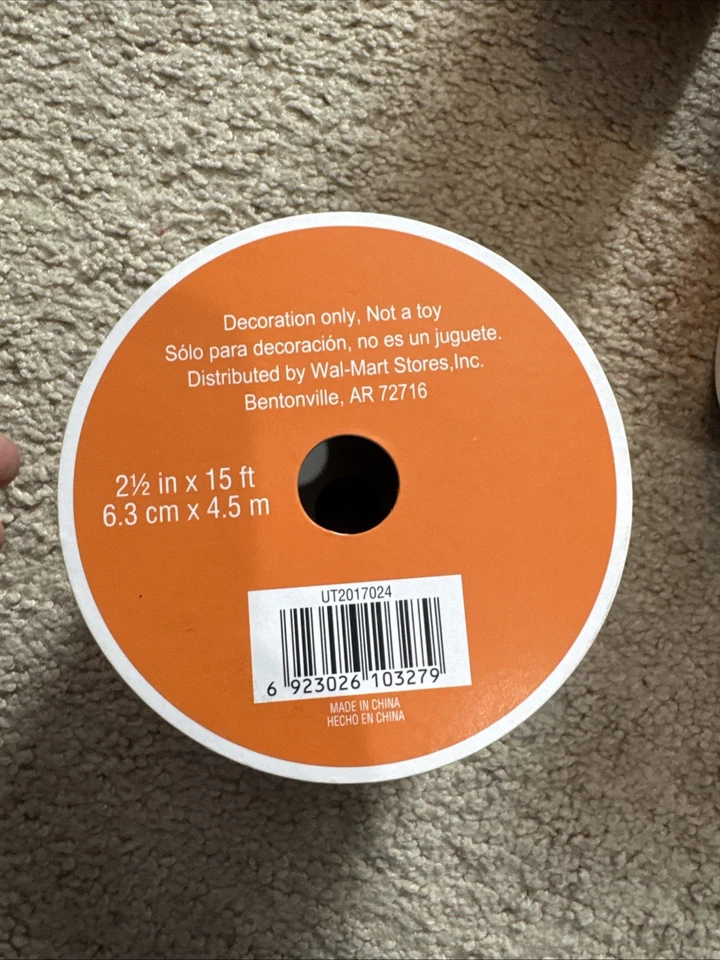 Decoration only, Not a toy
Sólo para decoración, no es un juguete.
Distributed by Wal-Mart Stores,Inc.
Bentonville, AR 72716
2½ in x 15 ft
6.3 cm x 4.5 m
UT2017024
6 923026 103279
MADE IN CHINA
HECHO EN CHINA